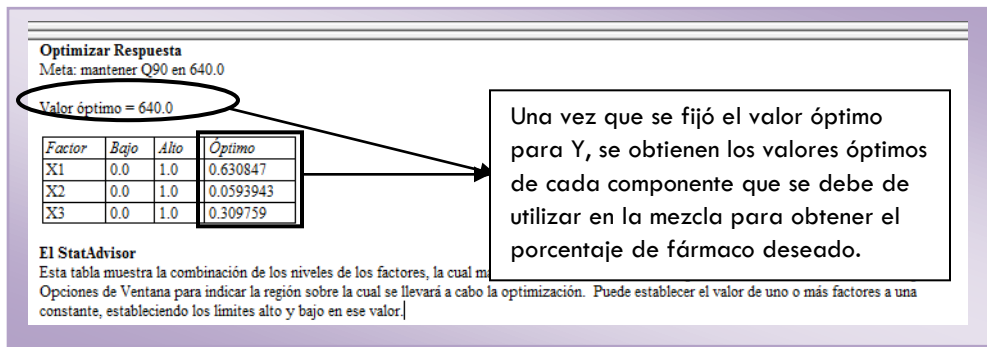 Optimizar Respuesta
Meta: mantener Q90 en 640.0
Valor óptimo = 640.0
Factor Bajo Alto Óptimo
X1 0.0 1.0 0.630847
X2 0.0 1.0 0.0593943
X3 0.0 1.0 0.309759
El StatAdvisor
Esta tabla muestra la combinación de los niveles de los factores, la cual
Opciones de Ventana para indicar la región sobre la cual se llevará a cabo la optimización. Puede establecer el valor de uno o más factores a una
constante, estableciendo los límites alto y bajo en ese valor.
Una vez que se fijó el valor óptimo
para Y, se obtienen los valores óptimos
de cada componente que se debe de
utilizar en la mezcla para obtener el
porcentaje de fármaco deseado.